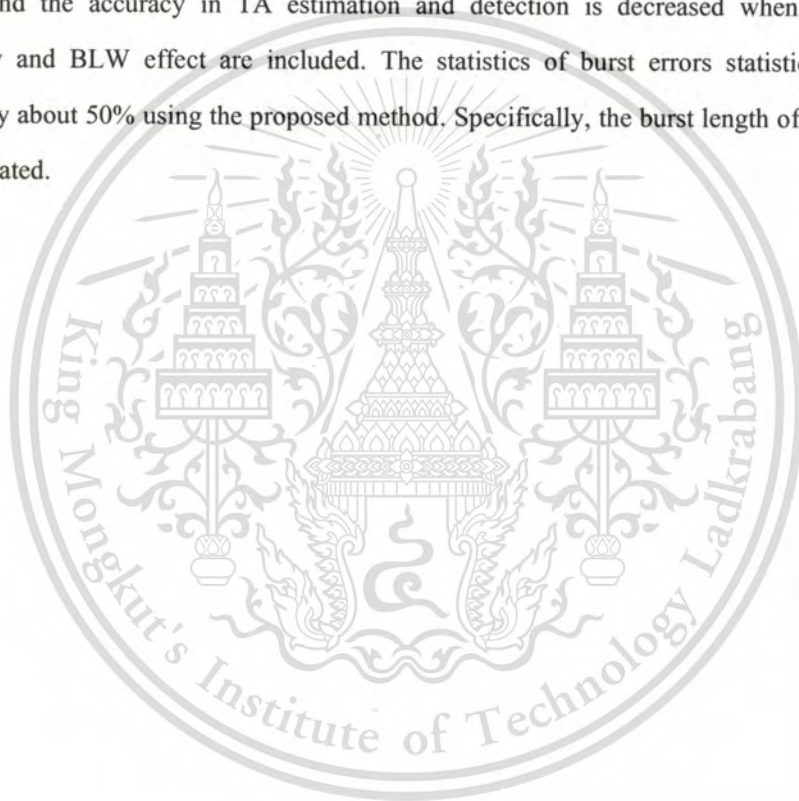 nd the accuracy in TA estimation and detection is decreased when
and BLW effect are included. The statistics of burst errors statisti
y about 50% using the proposed method. Specifically, the burst length of
ated.
King Mongkut's Institute of Technology Ladkrabang